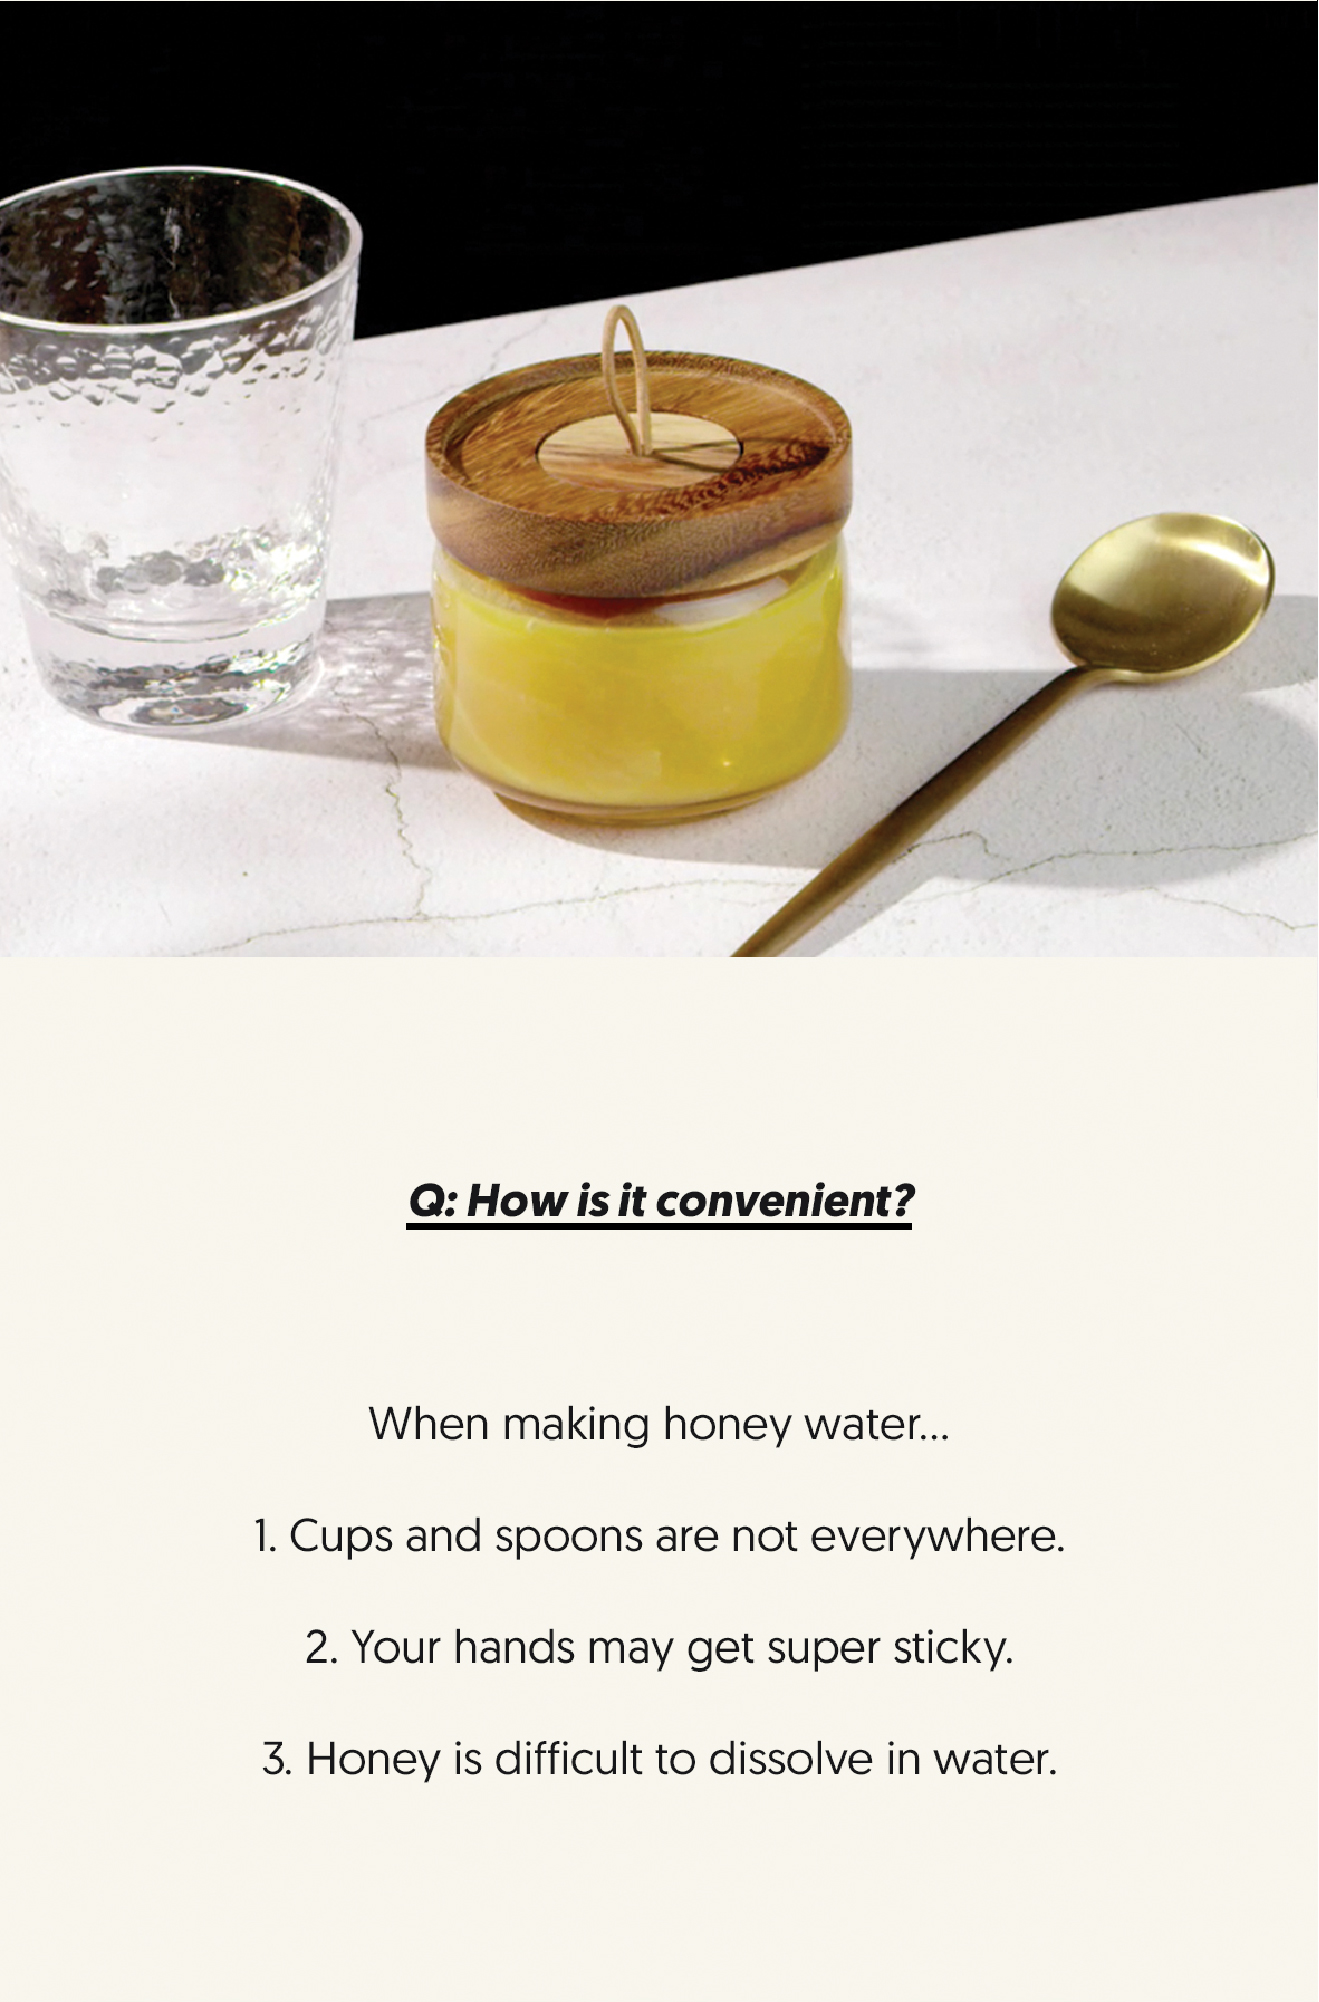 Q: How is it convenient?
When making honey water...
1. Cups and spoons are not everywhere.
2. Your hands may get super sticky.
3. Honey is difficult to dissolve in water.